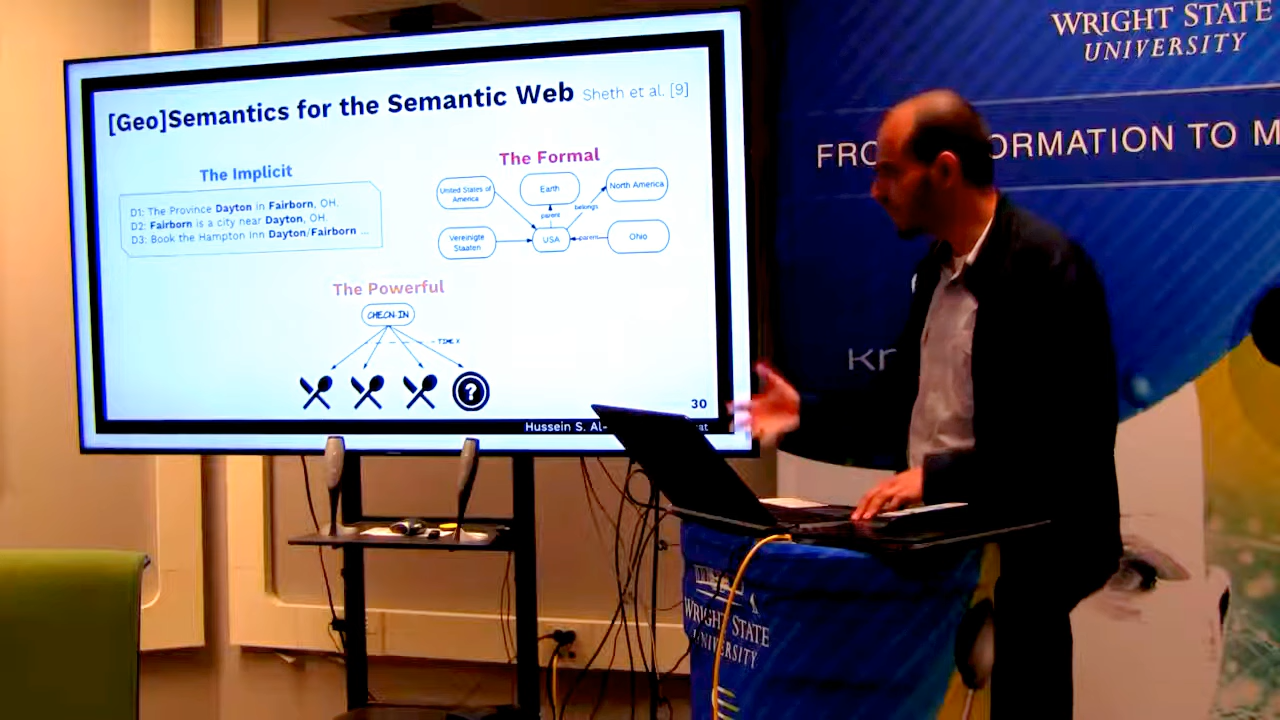 [Geo]Semantics for the Semantic Web Sheth et al. [9]
The Implicit
D1: The Province Dayton in Fairborn, OH.
D2: Fairborn is a city near Dayton, OH.
D3: Book the Hampton Inn Dayton/Fairborn ...
The Formal
United States of
America
Earth
North America
parent
belongs
Vereinigte
Staaten
USA
parent
Ohio
The Powerful
CHECK-IN
TIME X
?
30
Hussein S. Al-
WRIGHT STATE
UNIVERSITY
ORMATION TO M
WRIGHT STATE
UNIVERSITY